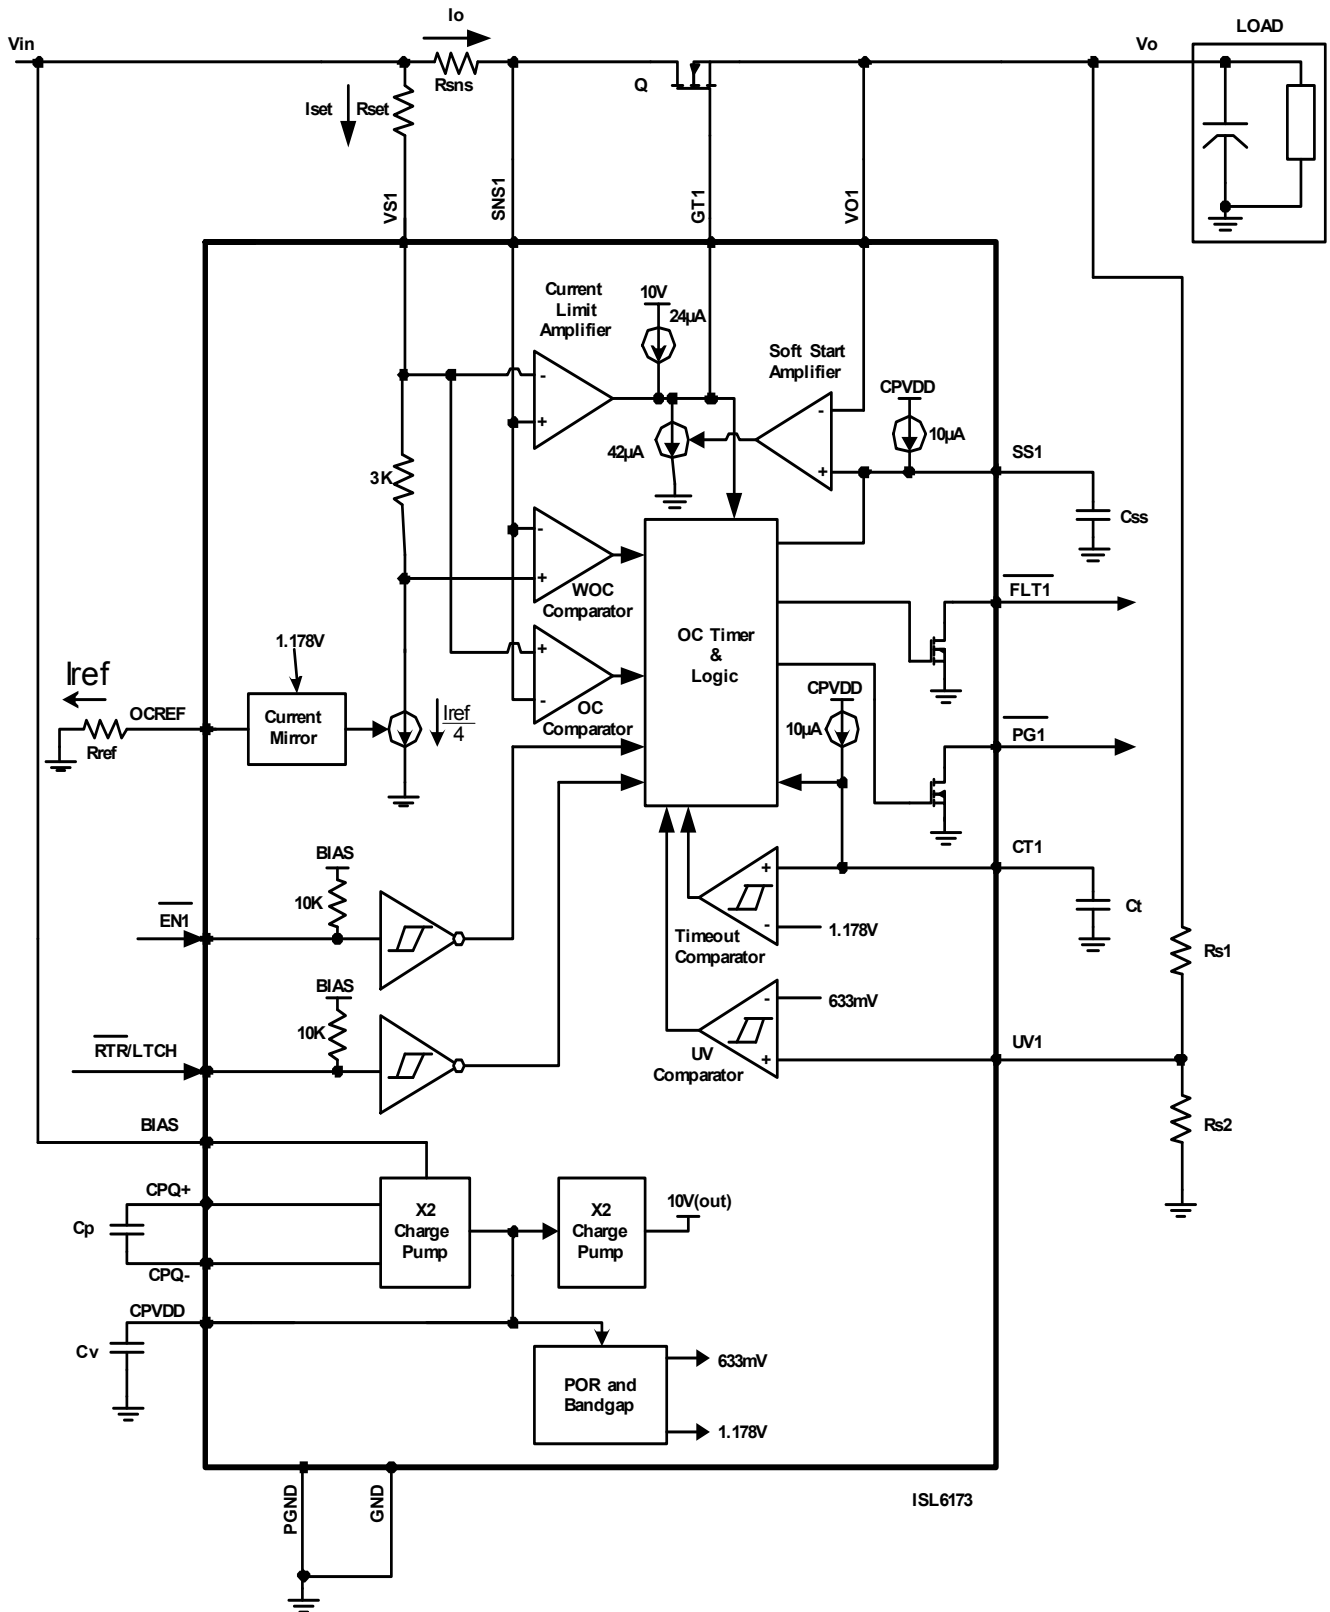 Io
Vin
Vo
LOAD
Rsns
Q
Iset
Rset
VS1
SNS1
GT1
VO1
Current
Limit
Amplifier
10V
24µA
Soft Start
Amplifier
CPVDD
10µA
42µA
SS1
3K
Css
WOC
Comparator
FLT1
OC Timer
&
Logic
1.178V
Iref
OCREF
Current
Mirror
Rref
Iref
4
OC
Comparator
CPVDD
10µA
PG1
CT1
BIAS
10K
EN1
Ct
Timeout
Comparator
1.178V
Rs1
BIAS
10K
RTR/LTCH
633mV
UV
Comparator
UV1
BIAS
Rs2
CPQ+
Cp
CPQ-
X2
Charge
Pump
X2
Charge
Pump
10V(out)
CPVDD
Cv
POR and
Bandgap
633mV
1.178V
PGND
GND
ISL6173